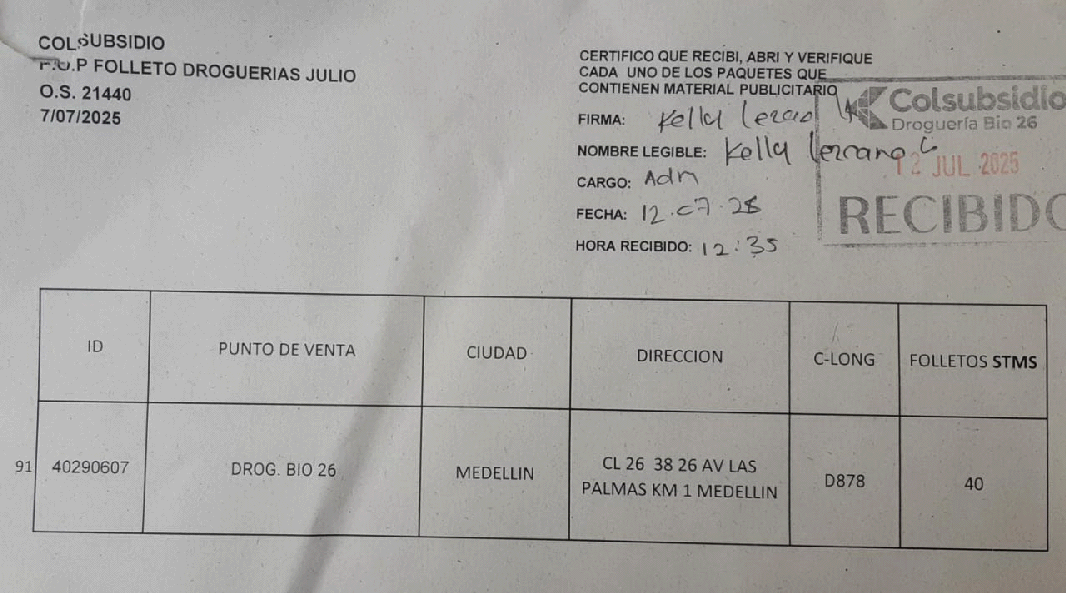 COLSUBSIDIO
P.O.P FOLLETO DROGUERIAS JULIO
O.S. 21440
7/07/2025
CERTIFICO QUE RECIBI, ABRI Y VERIFIQUE
CADA UNO DE LOS PAQUETES QUE
CONTIENEN MATERIAL PUBLICITARIO
FIRMA: Kelly
NOMBRE LEGIBLE: Kelly
CARGO: Adm
FECHA: 12.07.25
HORA RECIBIDO: 12:35
Colsubsidio
Droguería Bio 26
12 JUL 2025
RECIBIDO
ID PUNTO DE VENTA CIUDAD DIRECCION C-LONG FOLLETOS STMS
91 40290607 DROG. BIO 26 MEDELLIN CL 26 38 26 AV LAS D878 40
PALMAS KM 1 MEDELLIN